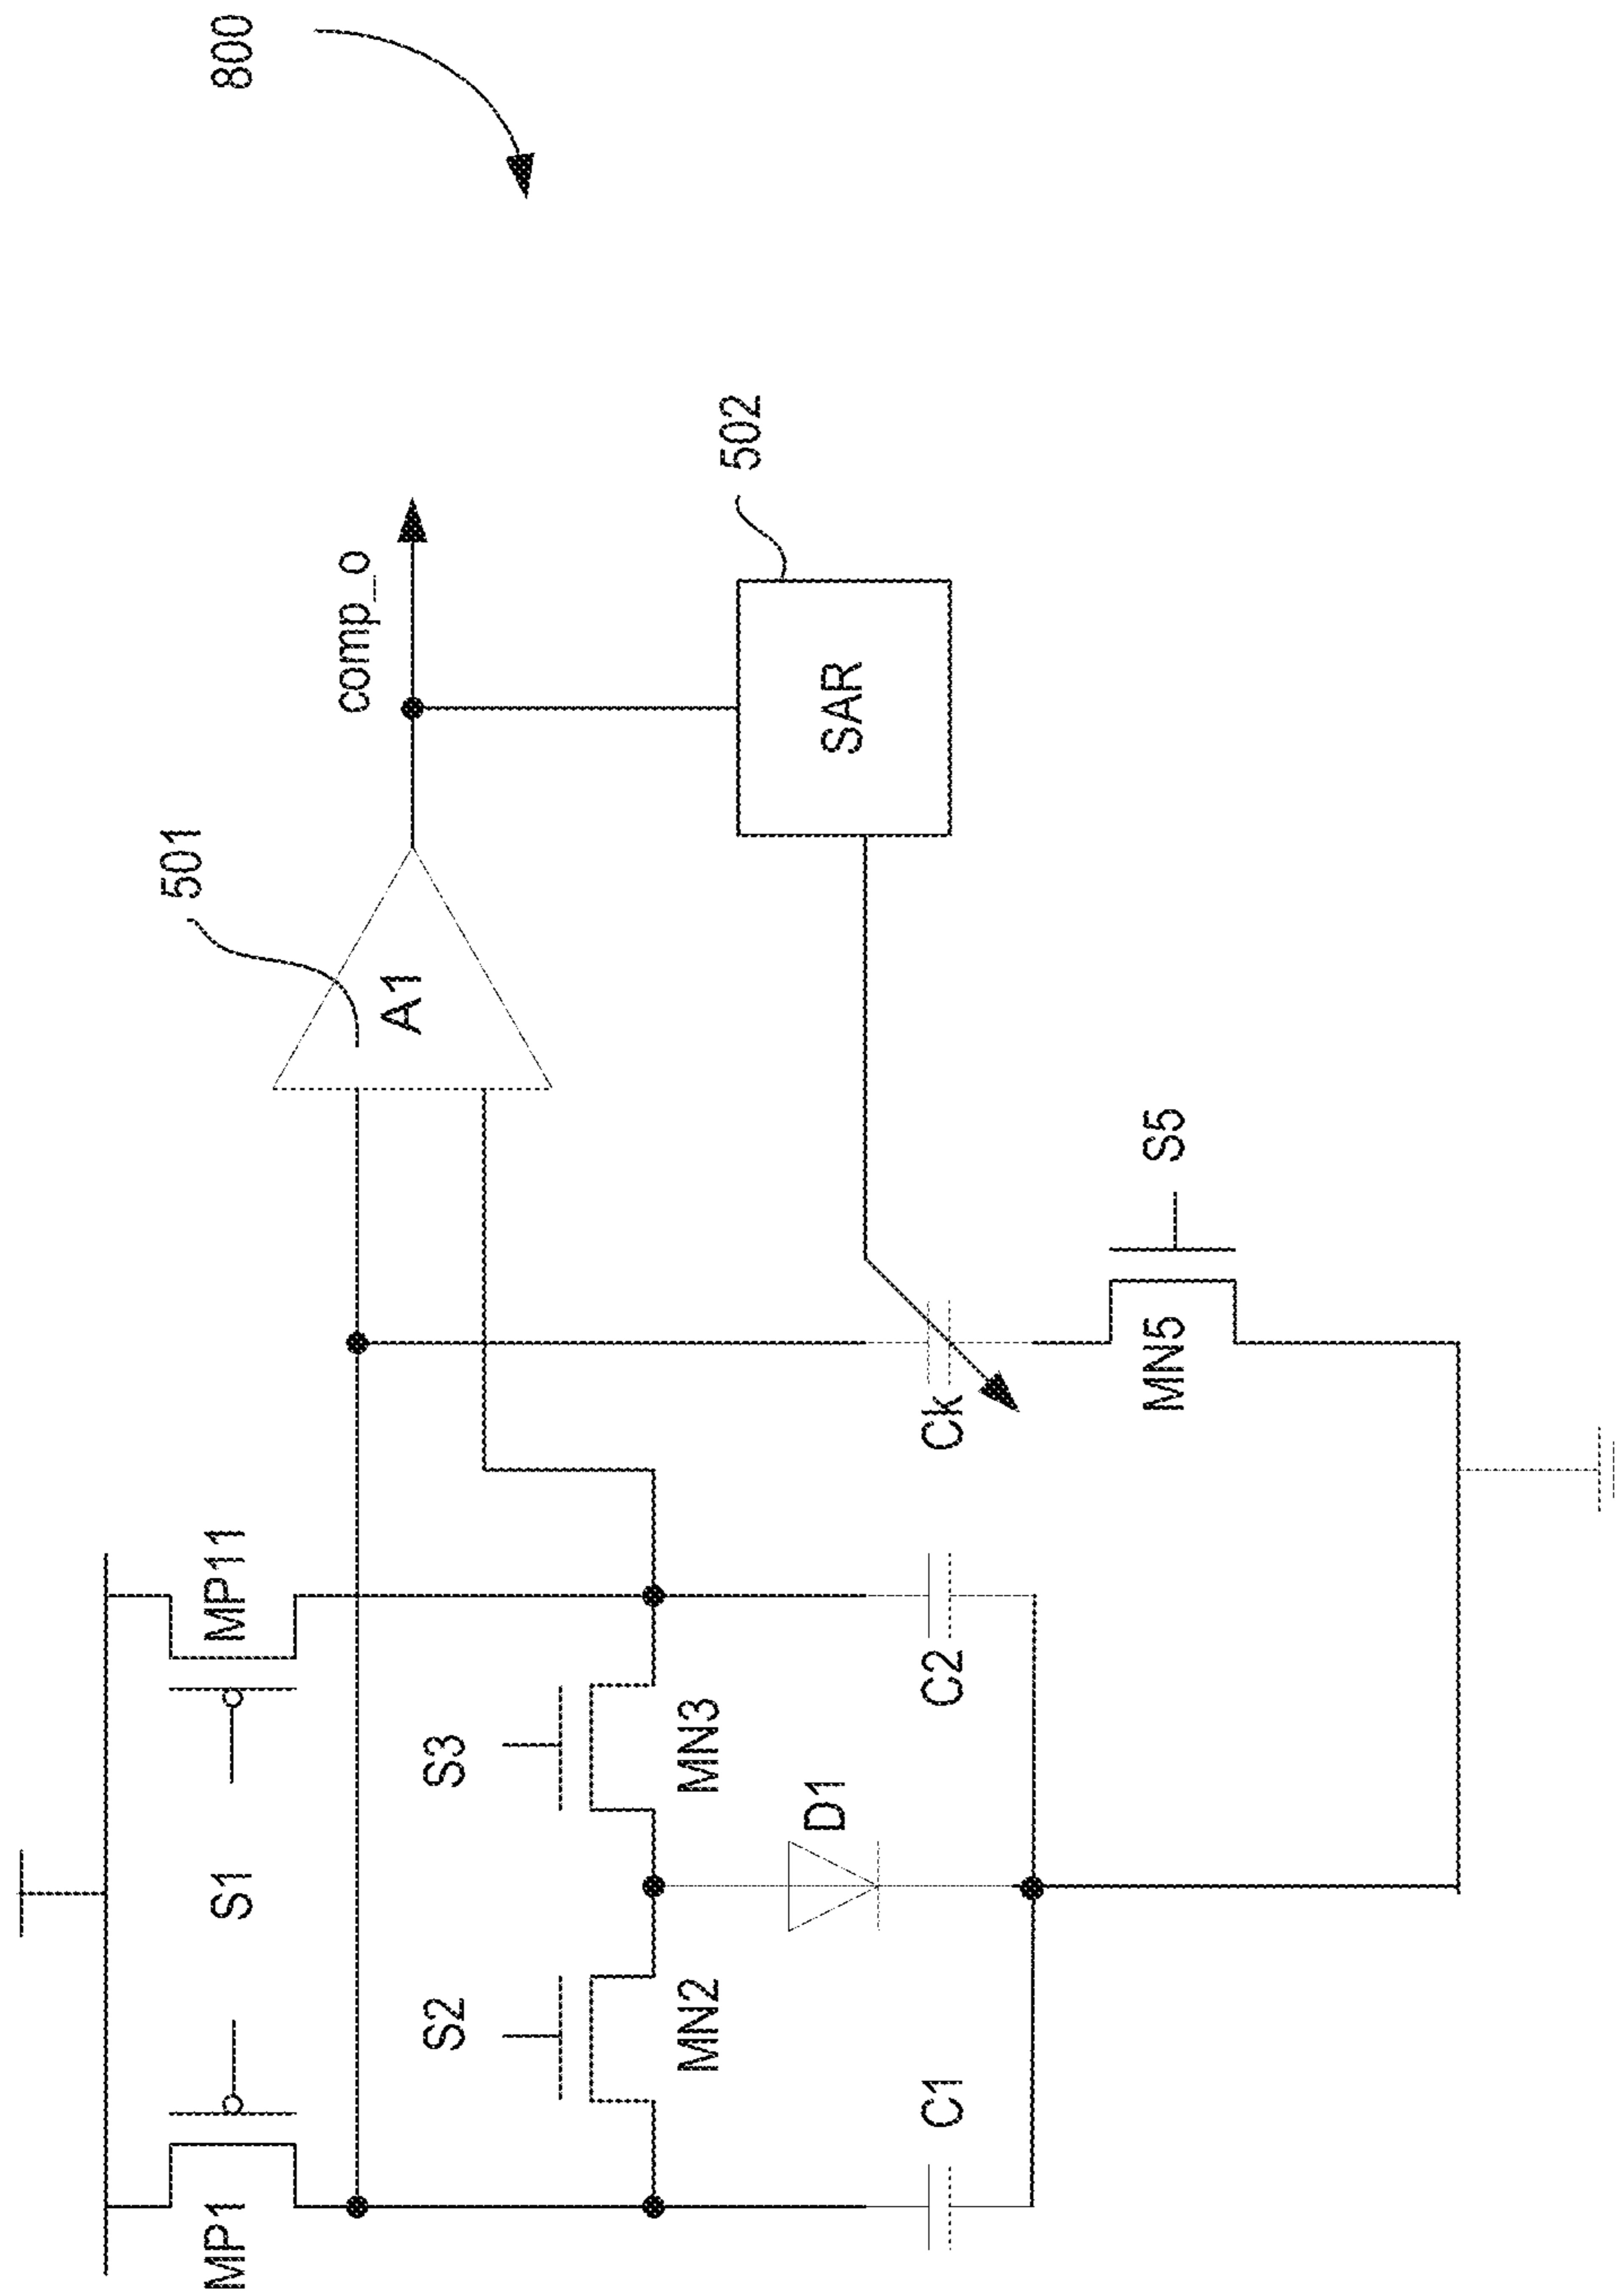 501
MP1
S1
MP11
800
comp_o
A1
S2
S3
MN2
MN3
502
D1
SAR
C1
C2
Ck
MN5
S5